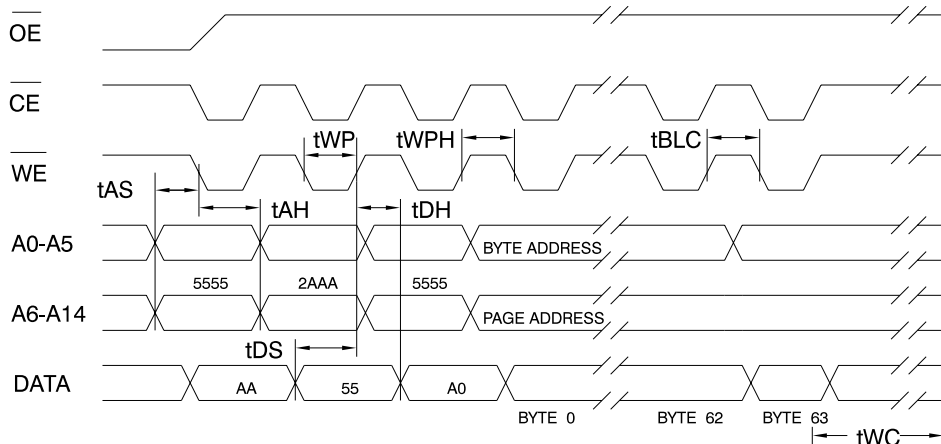 OE
CE
tWP tWPH tBLC
WE
tAS
tAH tDH
A0-A5 BYTE ADDRESS
5555 2AAA 5555
A6-A14 PAGE ADDRESS
tDS
DATA AA 55 A0
BYTE 0 BYTE 62 BYTE 63
tWC